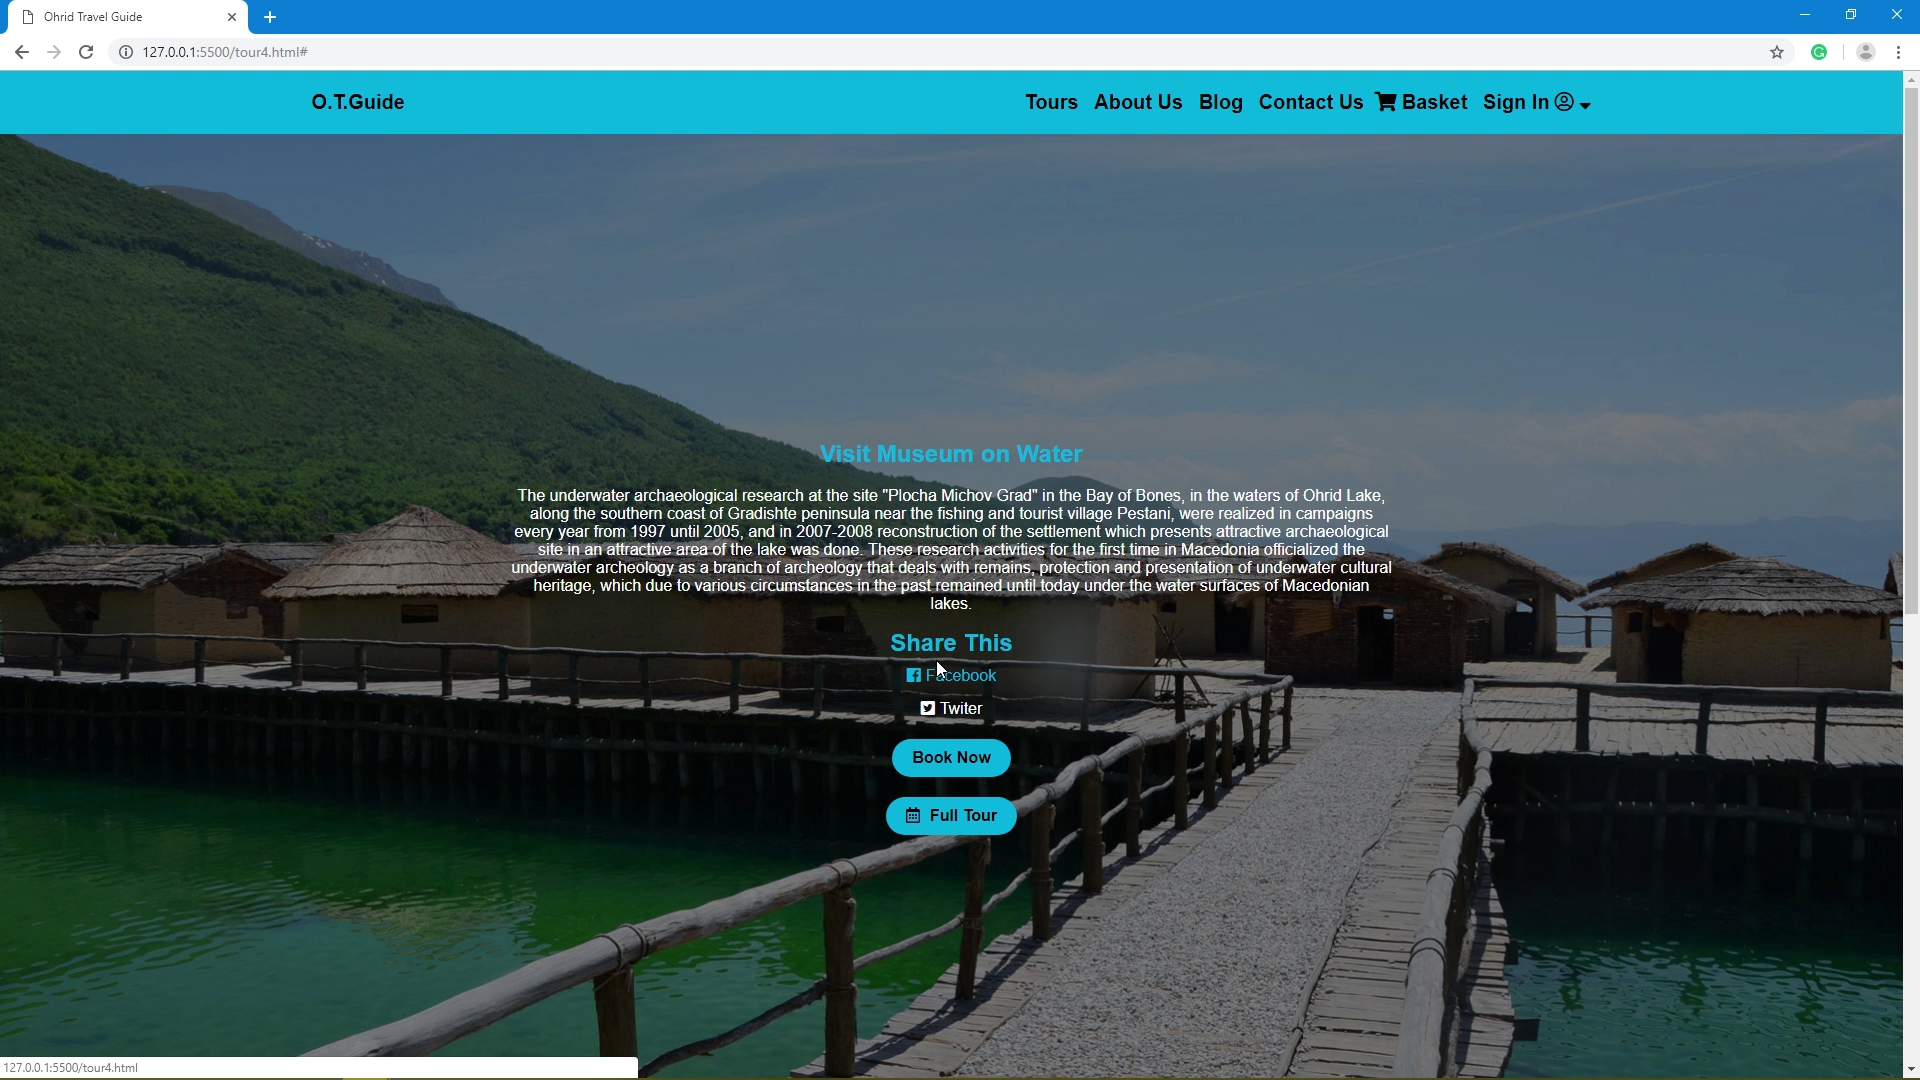 Ohrid Travel Guide
127.0.0.1:5500/tour4.html#
O.T.Guide
Tours About Us Blog Contact Us Basket Sign In
Visit Museum on Water
The underwater archaeological research at the site "Plocha Michov Grad" in the Bay of Bones, in the waters of Ohrid Lake,
along the southern coast of Gradishte peninsula near the fishing and tourist village Pestani, were realized in campaigns
every year from 1997 until 2005, and in 2007-2008 reconstruction of the settlement which presents attractive archaeological
site in an attractive area of the lake was done. These research activities for the first time in Macedonia officialized the
underwater archeology as a branch of archeology that deals with remains, protection and presentation of underwater cultural
heritage, which due to various circumstances in the past remained until today under the water surfaces of Macedonian
lakes.
Share This
Facebook
Twiter
Book Now
Full Tour
127.0.0.1:5500/tour4.html